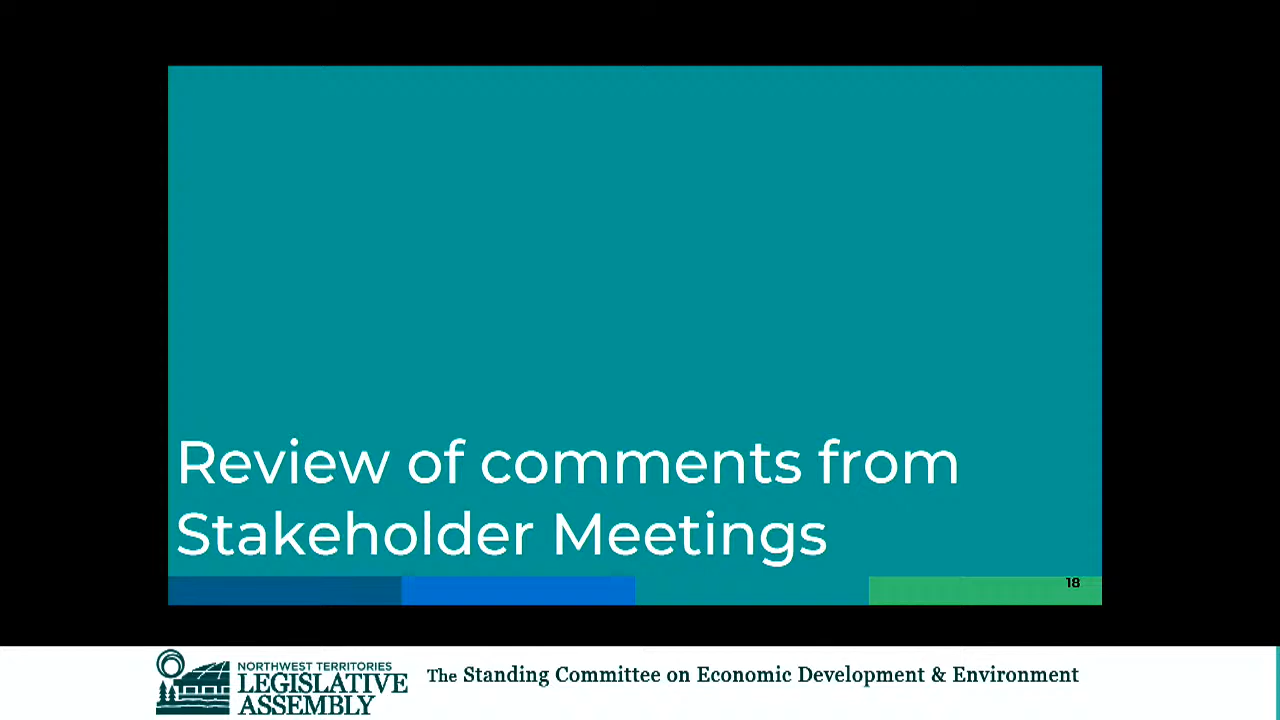 Review of comments from
Stakeholder Meetings
18
NORTHWEST TERRITORIES
LEGISLATIVE
ASSEMBLY
The Standing Committee on Economic Development & Environment